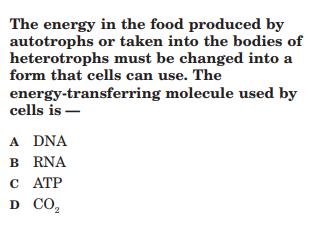 The energy in the food produced by
autotrophs or taken into the bodies of
heterotrophs must be changed into a
form that cells can use. The
energy-transferring molecule used by
cells is —
A DNA
B RNA
C ATP
D CO₂